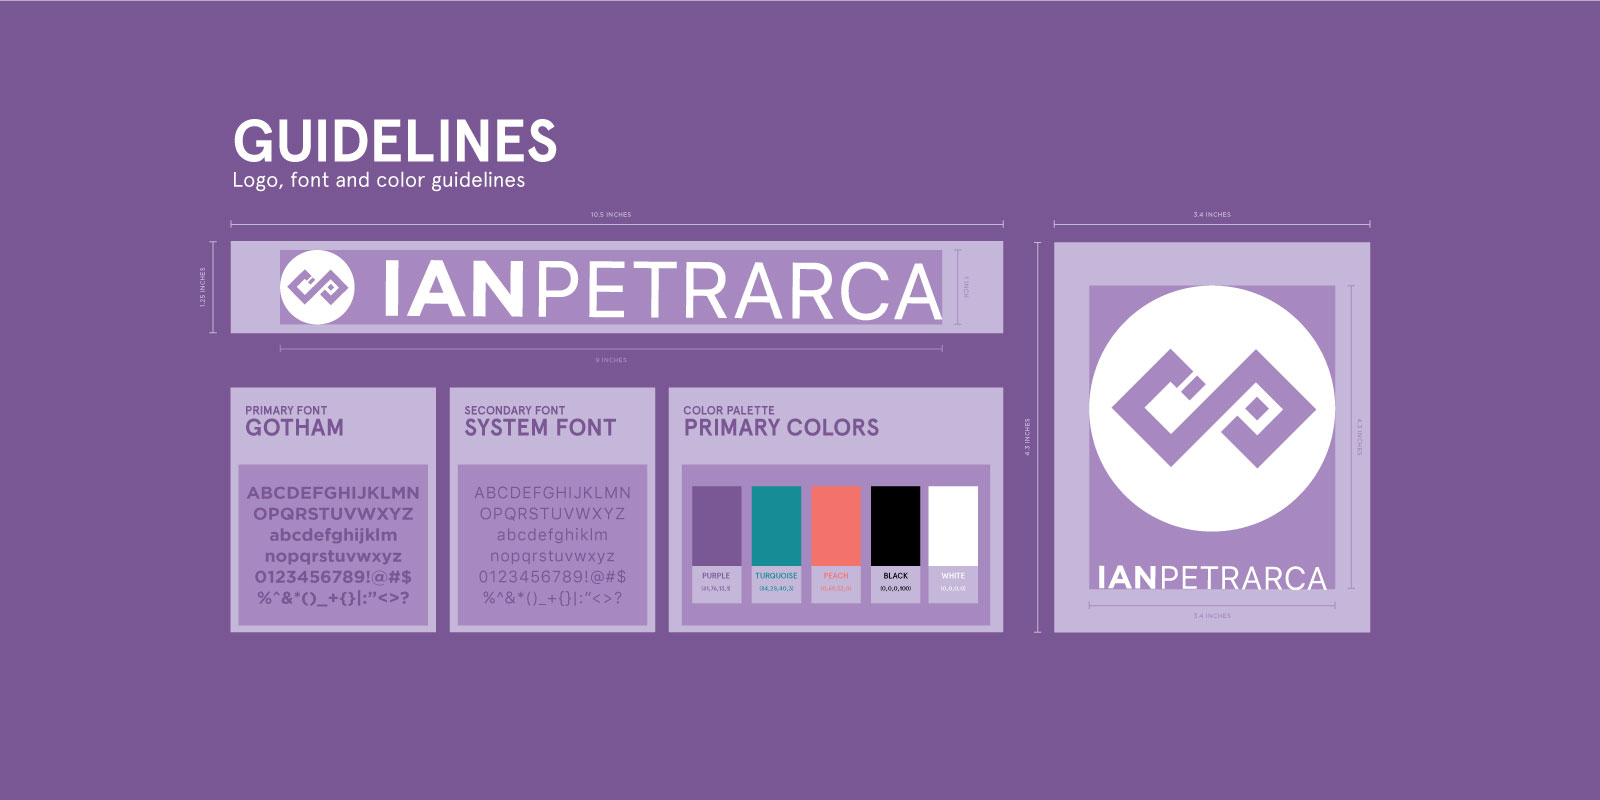 GUIDELINES
Logo, font and color guidelines
10.5 INCHES
1.25 INCHES
IANPETRARCA
1 INCH
9 INCHES
PRIMARY FONT
GOTHAM
ABCDEFGHIJKLMN
OPQRSTUVWXYZ
abcdefghijklm
nopqrstuvwxyz
0123456789!@#$
%^&*()_+{}|:”<>?
SECONDARY FONT
SYSTEM FONT
ABCDEFGHIJKLMN
OPQRSTUVWXYZ
abcdefghiklm
nopqrstuvwxyz
0123456789!@#$
%^&*()_+{}|:”<>?
COLOR PALETTE
PRIMARY COLORS
PURPLE
TURQUOISE
PEACH
BLACK
WHITE
(0,0,0,100)
(0,0,0,0)
3.4 INCHES
4.3 INCHES
4.3 INCHES
IANPETRARCA
3.4 INCHES